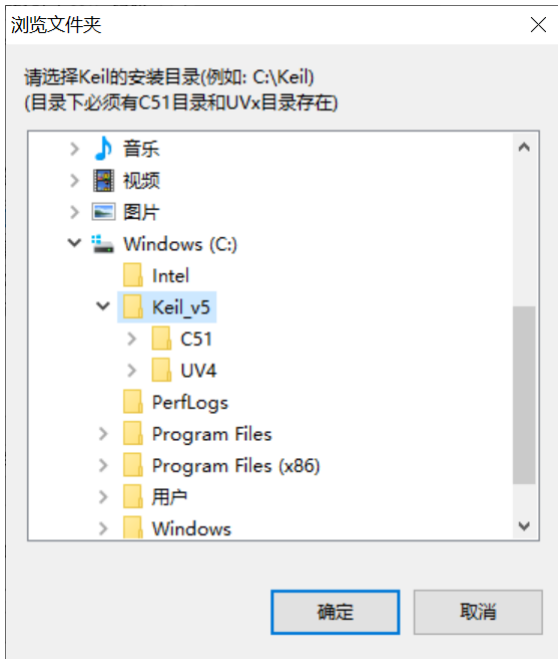 浏览文件夹
请选择Keil的安装目录(例如: C:\Keil)
(目录下必须有C51目录和UVx目录存在)
音乐
视频
图片
Windows (C:)
Intel
Keil_v5
C51
UV4
PerfLogs
Program Files
Program Files (x86)
用户
Windows
确定 取消